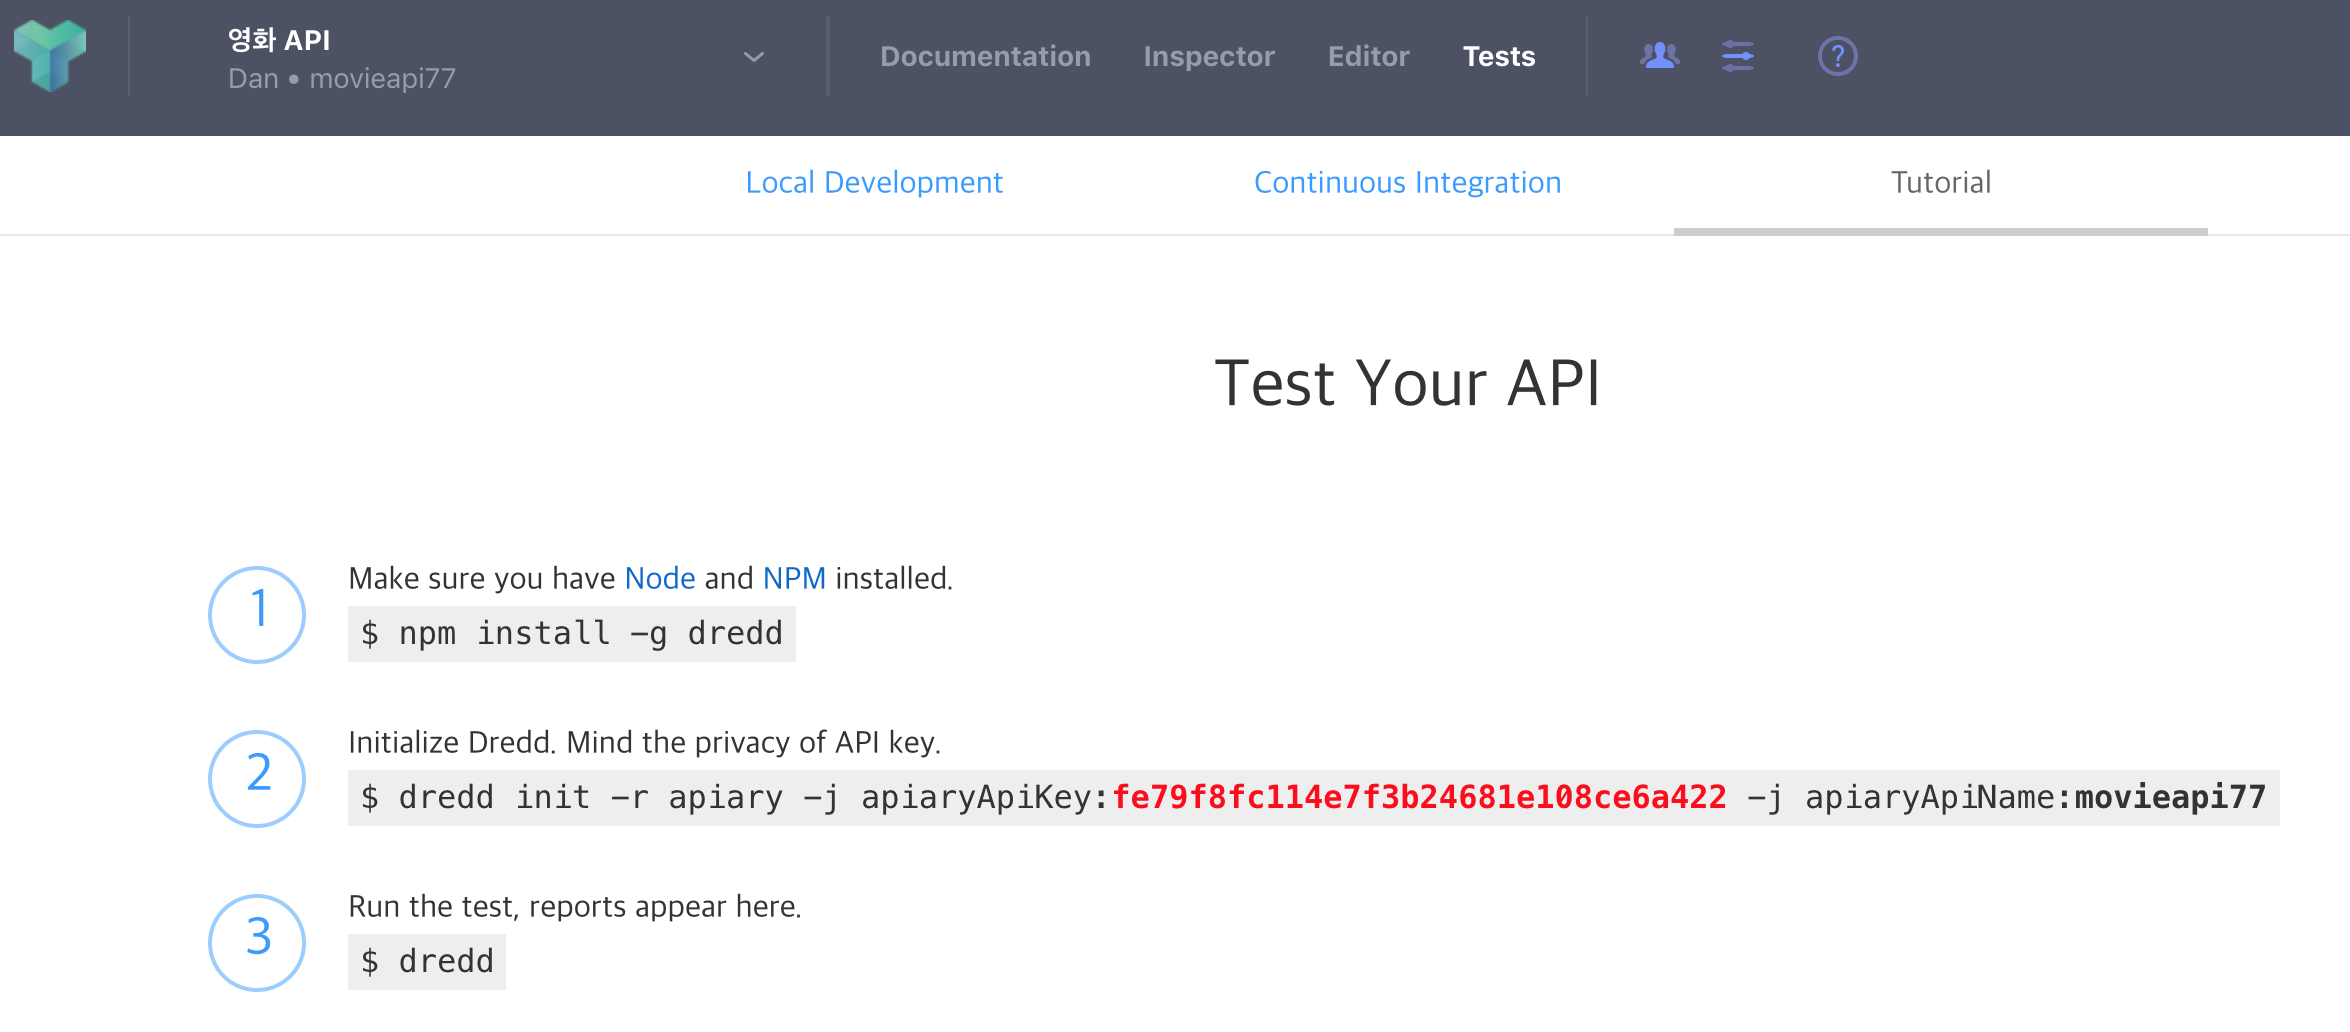 영화 API
Dan • movieapi77
Documentation Inspector Editor Tests ?
Local Development Continuous Integration Tutorial
Test Your API
1
Make sure you have Node and NPM installed.
$ npm install -g dredd
2
Initialize Dredd. Mind the privacy of API key.
$ dredd init -r apiary -j apiaryApiKey:fe79f8fc114e7f3b24681e108ce6a422 -j apiaryApiName:movieapi77
3
Run the test, reports appear here.
$ dredd